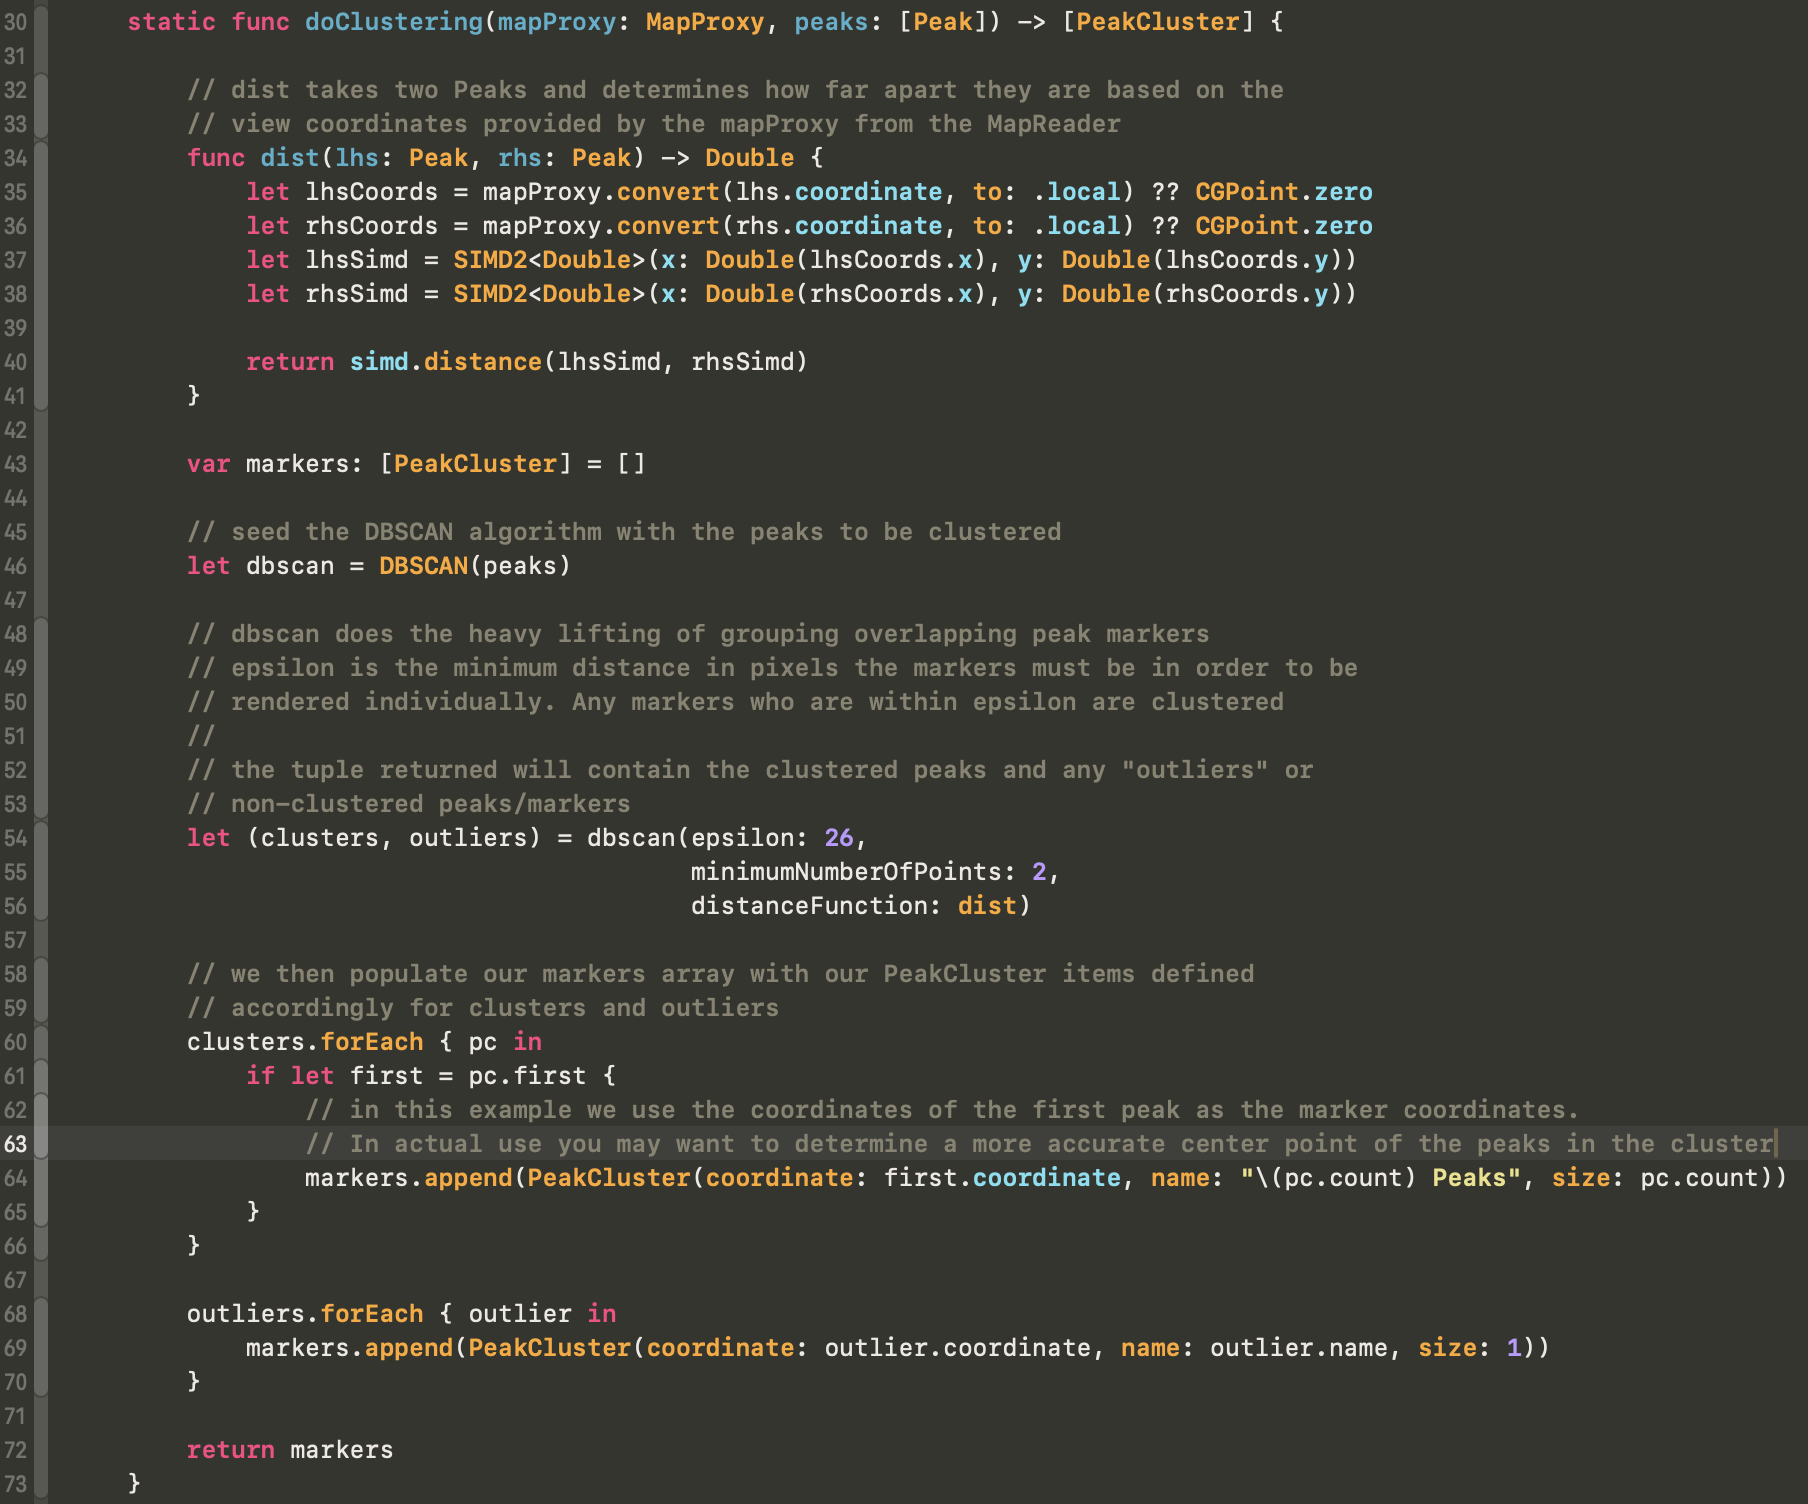 30 static func doClustering(mapProxy: MapProxy, peaks: [Peak]) -> [PeakCluster] {
31
32 // dist takes two Peaks and determines how far apart they are based on the
33 // view coordinates provided by the mapProxy from the MapReader
34 func dist(lhs: Peak, rhs: Peak) -> Double {
35 let lhsCoords = mapProxy.convert(lhs.coordinate, to: .local) ?? CGPoint.zero
36 let rhsCoords = mapProxy.convert(rhs.coordinate, to: .local) ?? CGPoint.zero
37 let lhsSimd = SIMD2<Double>(x: Double(lhsCoords.x), y: Double(lhsCoords.y))
38 let rhsSimd = SIMD2<Double>(x: Double(rhsCoords.x), y: Double(rhsCoords.y))
39
40 return simd.distance(lhsSimd, rhsSimd)
41 }
42
43 var markers: [PeakCluster] = []
44
45 // seed the DBSCAN algorithm with the peaks to be clustered
46 let dbscan = DBSCAN(peaks)
47
48 // dbscan does the heavy lifting of grouping overlapping peak markers
49 // epsilon is the minimum distance in pixels the markers must be in order to be
50 // rendered individually. Any markers who are within epsilon are clustered
51 //
52 // the tuple returned will contain the clustered peaks and any "outliers" or
53 // non-clustered peaks/markers
54 let (clusters, outliers) = dbscan(epsilon: 26,
55 minimumNumberOfPoints: 2,
56 distanceFunction: dist)
57
58 // we then populate our markers array with our PeakCluster items defined
59 // accordingly for clusters and outliers
60 clusters.forEach { pc in
61 if let first = pc.first {
62 // in this example we use the coordinates of the first peak as the marker coordinates.
63 // In actual use you may want to determine a more accurate center point of the peaks in the cluster
64 markers.append(PeakCluster(coordinate: first.coordinate, name: "\(pc.count) Peaks", size: pc.count))
65 }
66 }
67
68 outliers.forEach { outlier in
69 markers.append(PeakCluster(coordinate: outlier.coordinate, name: outlier.name, size: 1))
70 }
71
72 return markers
73 }